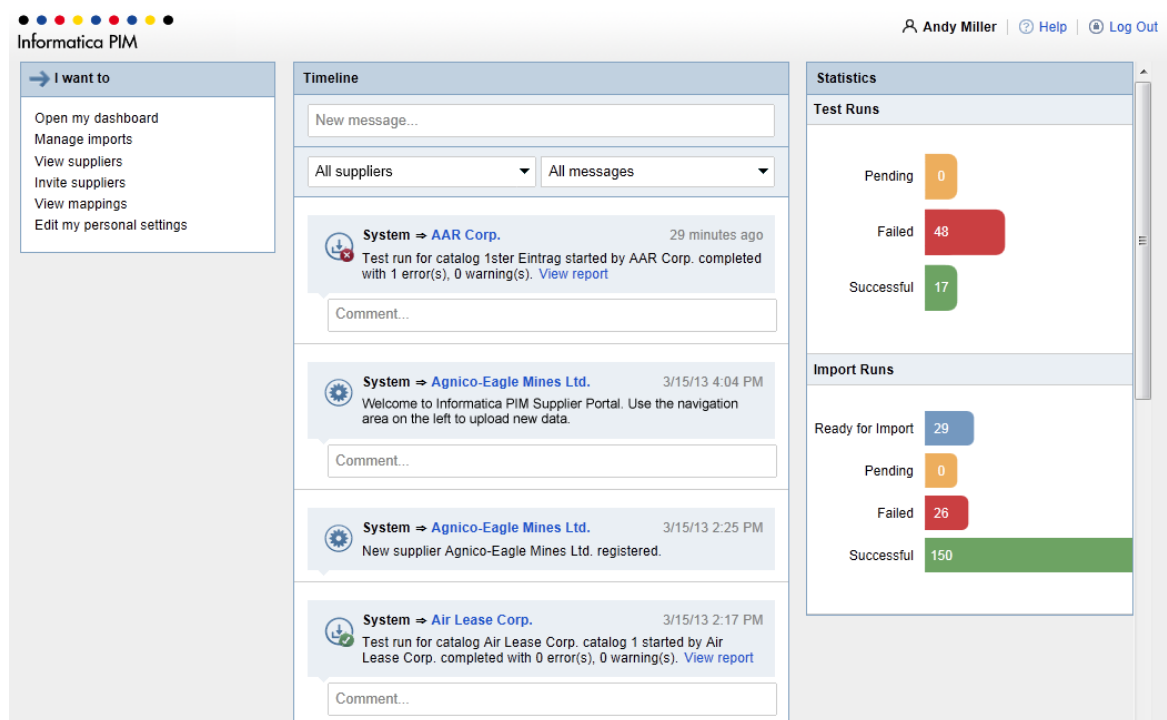 Informatica PIM
Andy Miller
Help
Log Out
I want to
Open my dashboard
Manage imports
View suppliers
Invite suppliers
View mappings
Edit my personal settings
Timeline
New message...
All suppliers
All messages
System ⇒ AAR Corp. 29 minutes ago
Test run for catalog 1ster Eintrag started by AAR Corp. completed
with 1 error(s), 0 warning(s). View report
Comment...
System ⇒ Agnico-Eagle Mines Ltd. 3/15/13 4:04 PM
Welcome to Informatica PIM Supplier Portal. Use the navigation
area on the left to upload new data.
Comment...
System ⇒ Agnico-Eagle Mines Ltd. 3/15/13 2:25 PM
New supplier Agnico-Eagle Mines Ltd. registered.
System ⇒ Air Lease Corp. 3/15/13 2:17 PM
Test run for catalog Air Lease Corp. catalog 1 started by Air
Lease Corp. completed with 0 error(s), 0 warning(s). View report
Comment...
Statistics
Test Runs
Pending 0
Failed 48
Successful 17
Import Runs
Ready for Import 29
Pending 0
Failed 26
Successful 150